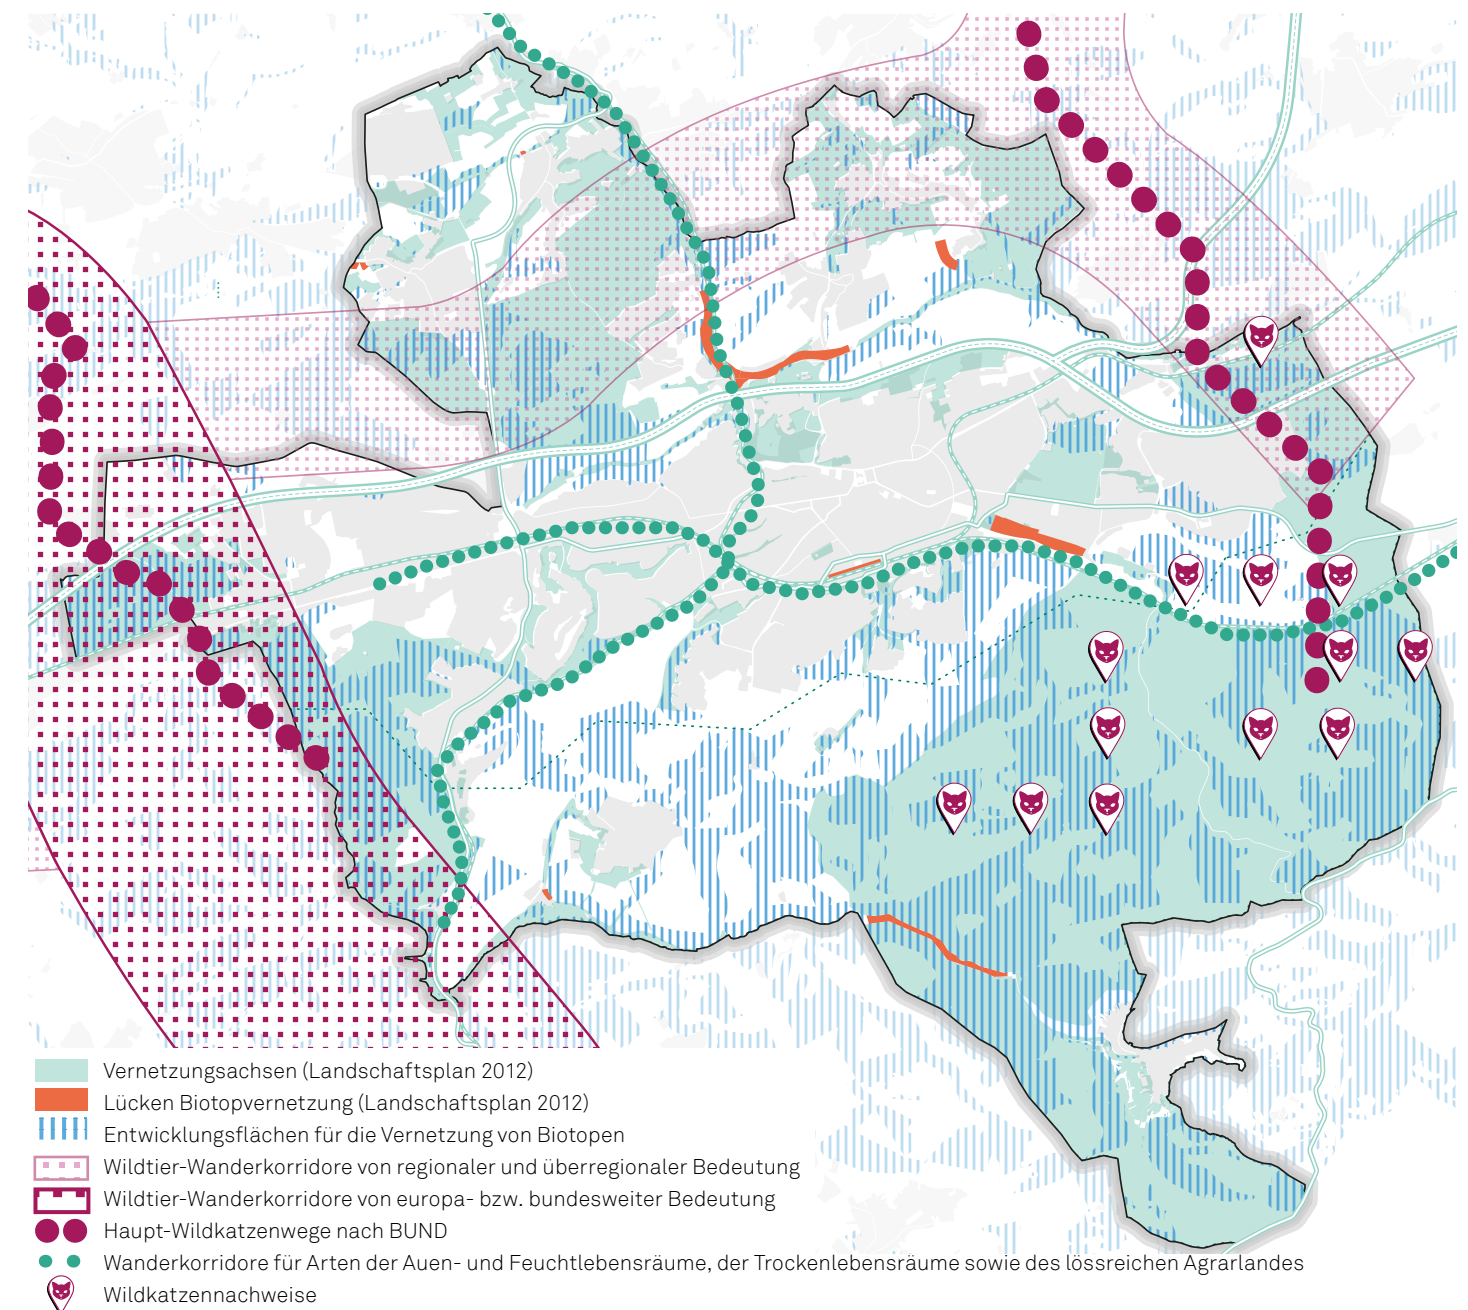 Vernetzungsachsen (Landschaftsplan 2012)
Lücken Biotopvernetzung (Landschaftsplan 2012)
Entwicklungsflächen für die Vernetzung von Biotopen
Wildtier-Wanderkorridore von regionaler und überregionaler Bedeutung
Wildtier-Wanderkorridore von europa- bzw. bundesweiter Bedeutung
Haupt-Wildkatzenwege nach BUND
Wanderkorridore für Arten der Auen- und Feuchtlebensräume, der Trockenlebensräume sowie des lössreichen Agrarlandes
Wildkatzennachweise